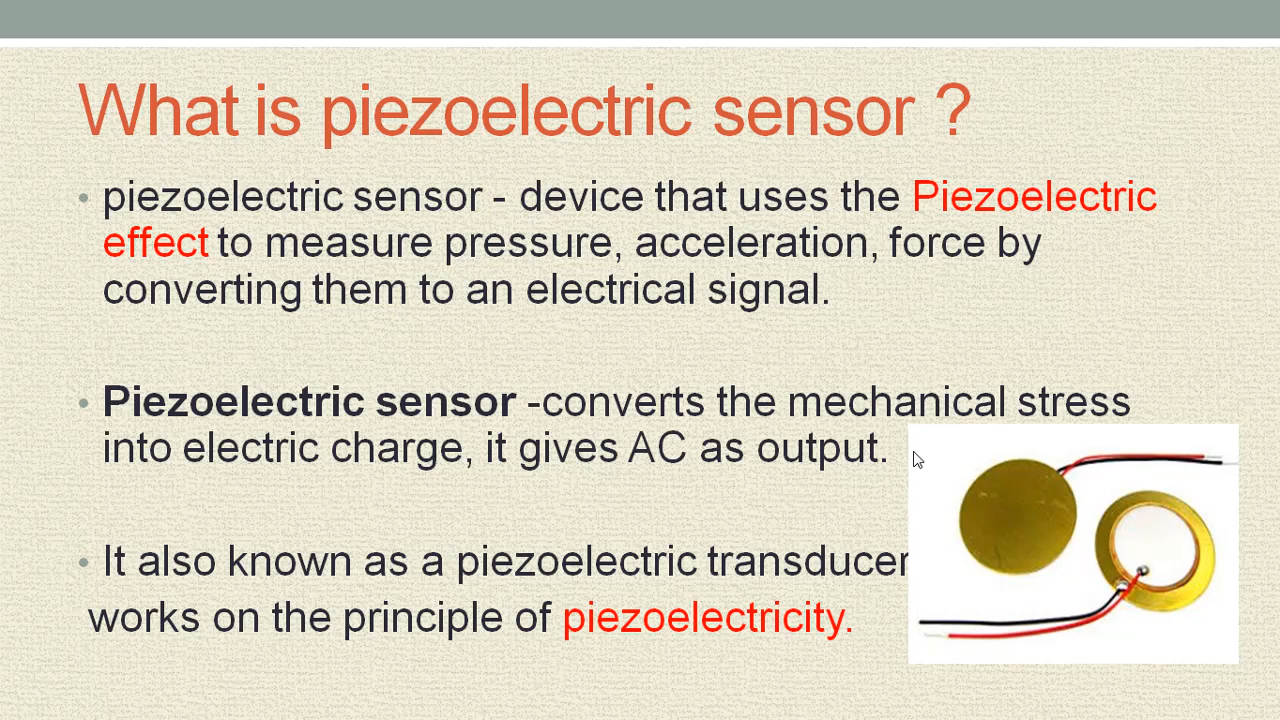 What is piezoelectric sensor ?
• piezoelectric sensor - device that uses the Piezoelectric
effect to measure pressure, acceleration, force by
converting them to an electrical signal.
• Piezoelectric sensor -converts the mechanical stress
into electric charge, it gives AC as output.
• It also known as a piezoelectric transducer
works on the principle of piezoelectricity.